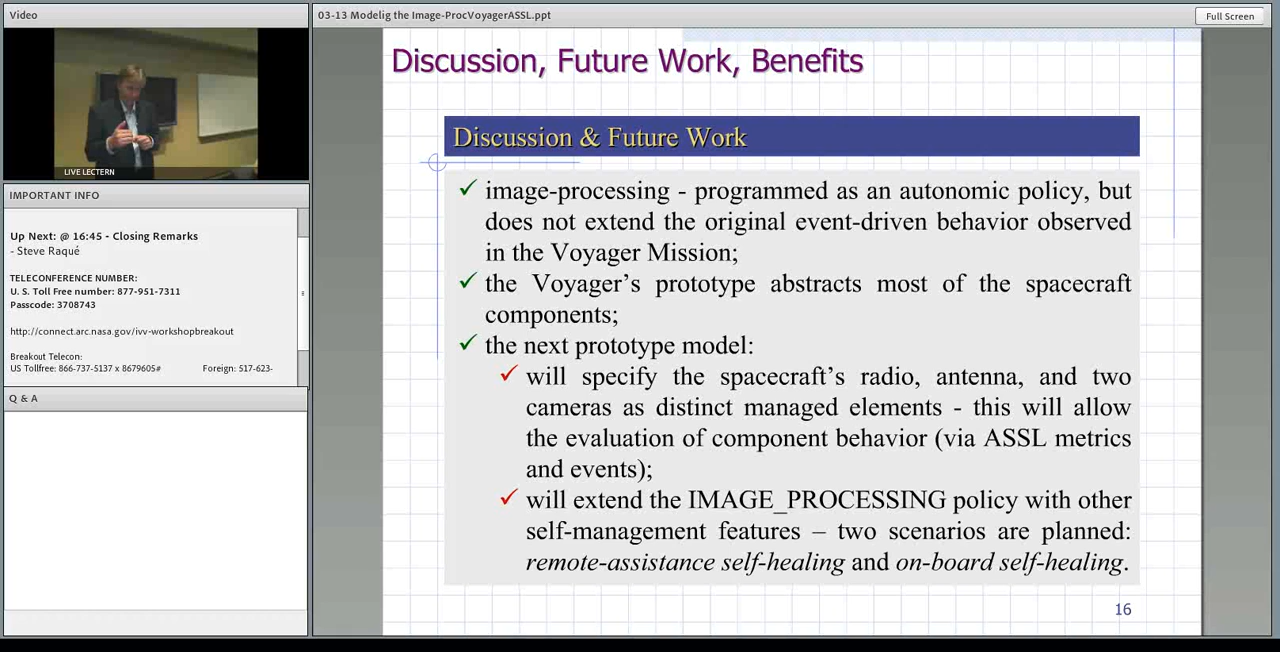 Video
03-13 Modelig the Image-ProcVoyagerASSL.ppt
Full Screen
LIVE LECTERN
IMPORTANT INFO
Up Next: @ 16:45 - Closing Remarks
- Steve Raqué
TELECONFERENCE NUMBER:
U. S. Toll Free number: 877-951-7311
Passcode: 3708743
http://connect.arc.nasa.gov/ivv-workshopbreakout
Breakout Telecon:
US Tollfree: 866-737-5137 x 8679605# Foreign: 517-623-
Q & A
Discussion, Future Work, Benefits
Discussion & Future Work
image-processing - programmed as an autonomic policy, but
does not extend the original event-driven behavior observed
in the Voyager Mission;
the Voyager's prototype abstracts most of the spacecraft
components;
the next prototype model:
will specify the spacecraft's radio, antenna, and two
cameras as distinct managed elements - this will allow
the evaluation of component behavior (via ASSL metrics
and events);
will extend the IMAGE_PROCESSING policy with other
self-management features – two scenarios are planned:
remote-assistance self-healing and on-board self-healing.
16